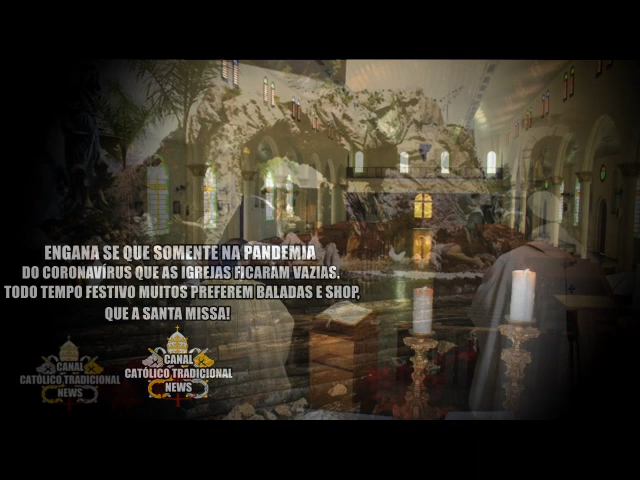 ENGANA SE QUE SOMENTE NA PANDEMIA
DO CORONAVÍRUS QUE AS IGREJAS FICARAM VAZIAS.
TODO TEMPO FESTIVO MUITOS PREFEREM BALADAS E SHOP,
QUE A SANTA MISSA!
CANAL
CATÓLICO TRADICIONAL
NEWS
CANAL
CATÓLICO TRADICIONAL
NEWS